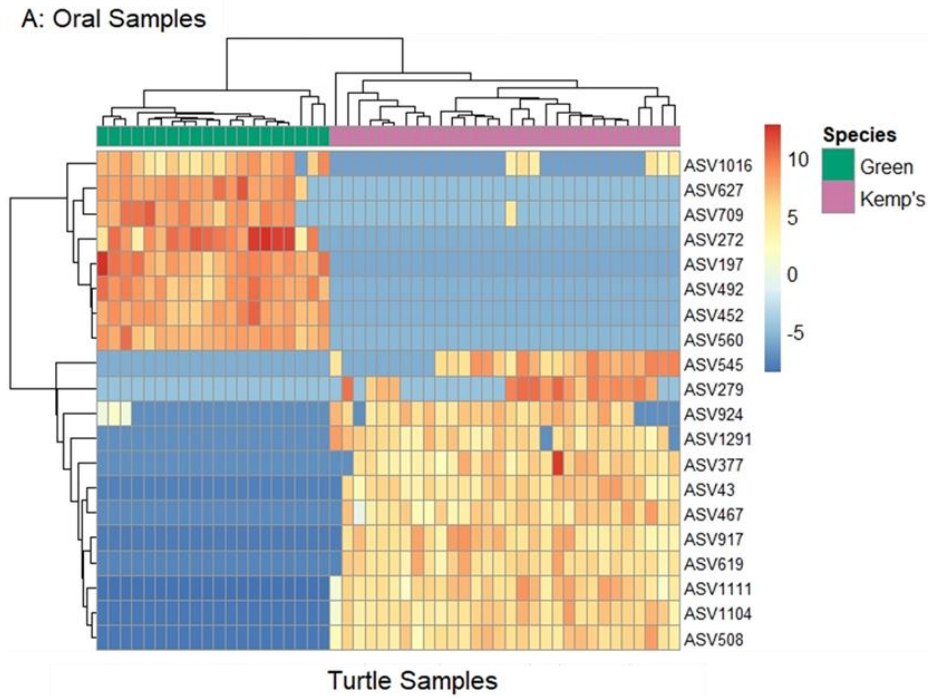 A: Oral Samples
Species
Green
Kemp's
10
5
0
-5
ASV1016
ASV627
ASV709
ASV272
ASV197
ASV492
ASV452
ASV560
ASV545
ASV279
ASV924
ASV1291
ASV377
ASV43
ASV467
ASV917
ASV619
ASV1111
ASV1104
ASV508
Turtle Samples